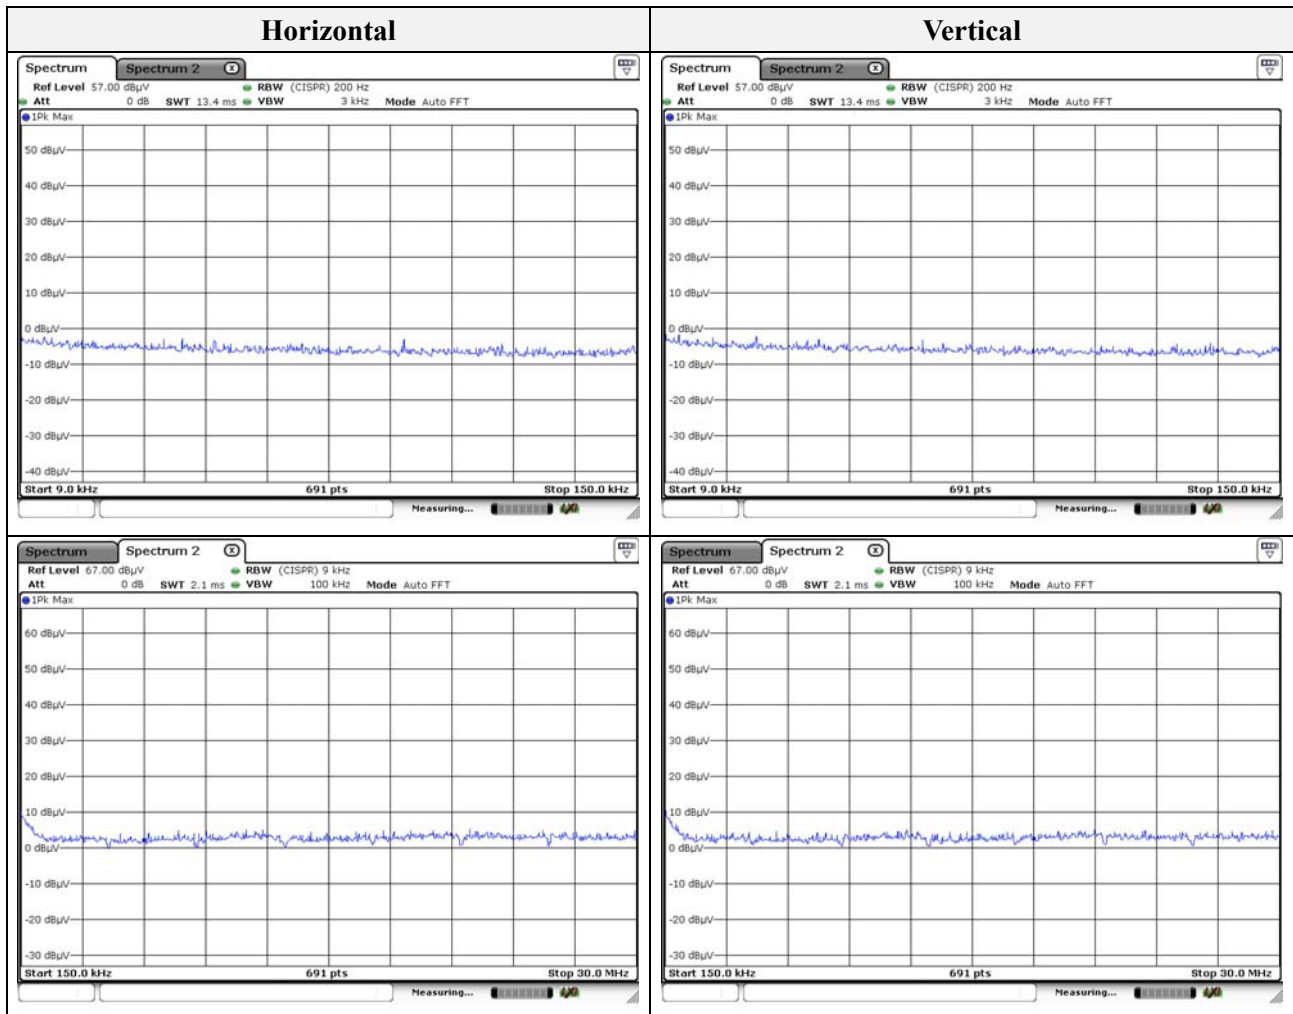 Horizontal
Vertical
Spectrum Spectrum 2
Ref Level 57.00 dBµV RBW (CISPR) 200 Hz
Att 0 dB SWT 13.4 ms VBW 3 kHz Mode Auto FFT
1Pk Max
50 dBµV
40 dBµV
30 dBµV
20 dBµV
10 dBµV
0 dBµV
-10 dBµV
-20 dBµV
-30 dBµV
-40 dBµV
Start 9.0 kHz 691 pts Stop 150.0 kHz
Measuring...
Spectrum Spectrum 2
Ref Level 57.00 dBµV RBW (CISPR) 200 Hz
Att 0 dB SWT 13.4 ms VBW 3 kHz Mode Auto FFT
1Pk Max
50 dBµV
40 dBµV
30 dBµV
20 dBµV
10 dBµV
0 dBµV
-10 dBµV
-20 dBµV
-30 dBµV
-40 dBµV
Start 9.0 kHz 691 pts Stop 150.0 kHz
Measuring...
Spectrum Spectrum 2
Ref Level 67.00 dBµV RBW (CISPR) 9 kHz
Att 0 dB SWT 2.1 ms VBW 100 kHz Mode Auto FFT
1Pk Max
60 dBµV
50 dBµV
40 dBµV
30 dBµV
20 dBµV
10 dBµV
0 dBµV
-10 dBµV
-20 dBµV
-30 dBµV
Start 150.0 kHz 691 pts Stop 30.0 MHz
Measuring...
Spectrum Spectrum 2
Ref Level 67.00 dBµV RBW (CISPR) 9 kHz
Att 0 dB SWT 2.1 ms VBW 100 kHz Mode Auto FFT
1Pk Max
60 dBµV
50 dBµV
40 dBµV
30 dBµV
20 dBµV
10 dBµV
0 dBµV
-10 dBµV
-20 dBµV
-30 dBµV
Start 150.0 kHz 691 pts Stop 30.0 MHz
Measuring...